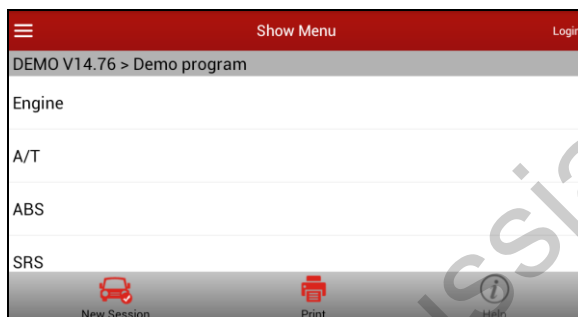 Show Menu
Login
DEMO V14.76 > Demo program
Engine
A/T
ABS
SRS
New Session
Print
Help